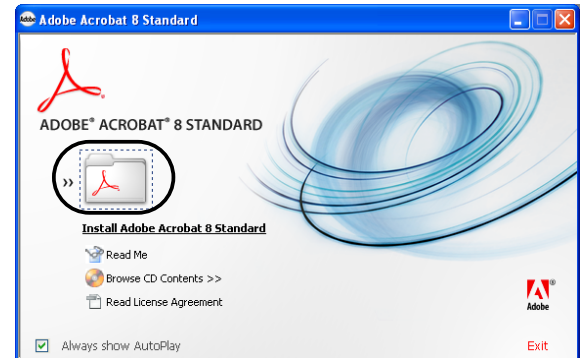 Adobe Adobe Acrobat 8 Standard
ADOBE® ACROBAT® 8 STANDARD
»
Install Adobe Acrobat 8 Standard
Read Me
Browse CD Contents >>
Read License Agreement
®
Adobe
Always show AutoPlay
Exit